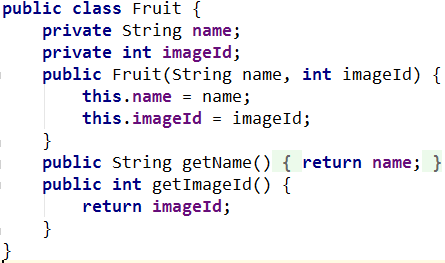 public class Fruit {
    private String name;
    private int imageId;
    public Fruit(String name, int imageId) {
        this.name = name;
        this.imageId = imageId;
    }
    public String getName() { return name; }
    public int getImageId() {
        return imageId;
    }
}